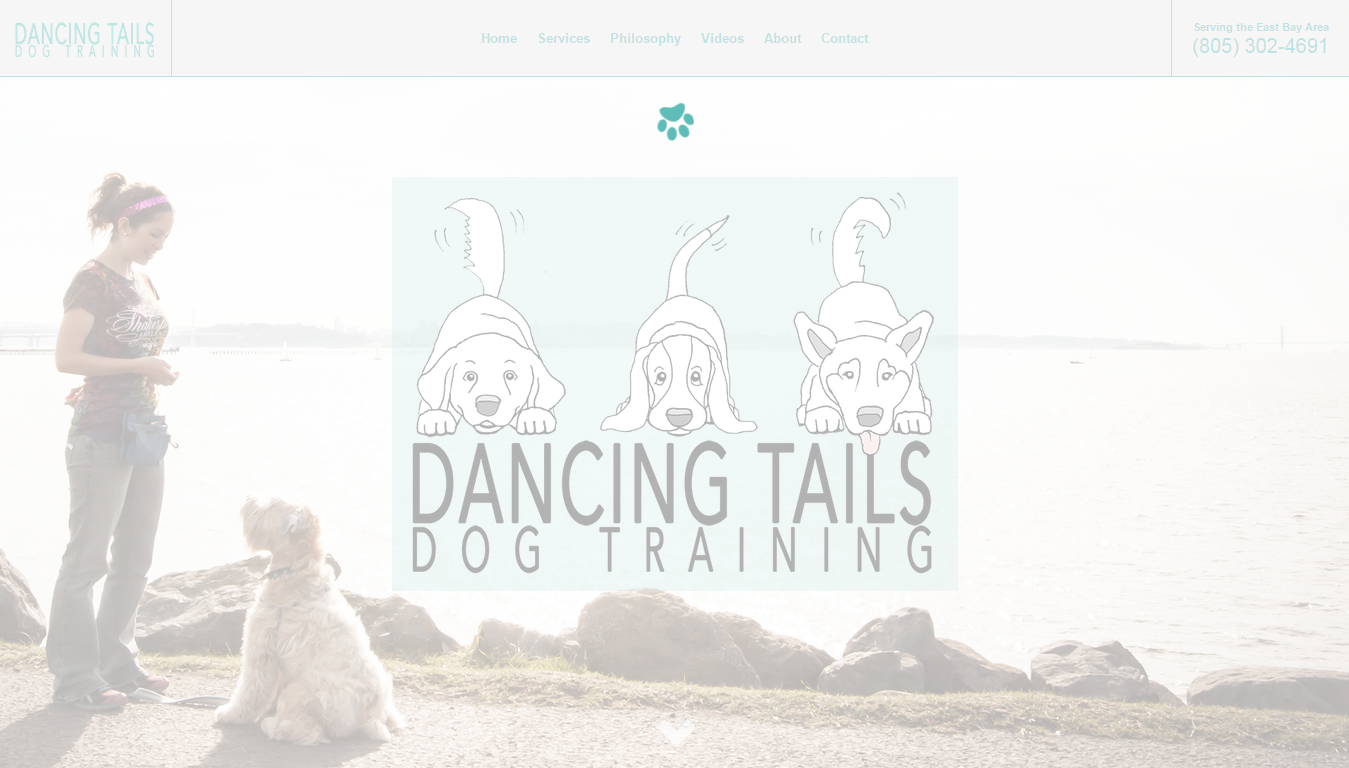 DANCING TAILS
DOG TRAINING
Home
Services
Philosophy
Videos
About
Contact
Serving the East Bay Area
(805) 302-4691
DANCING TAILS
DOG TRAINING